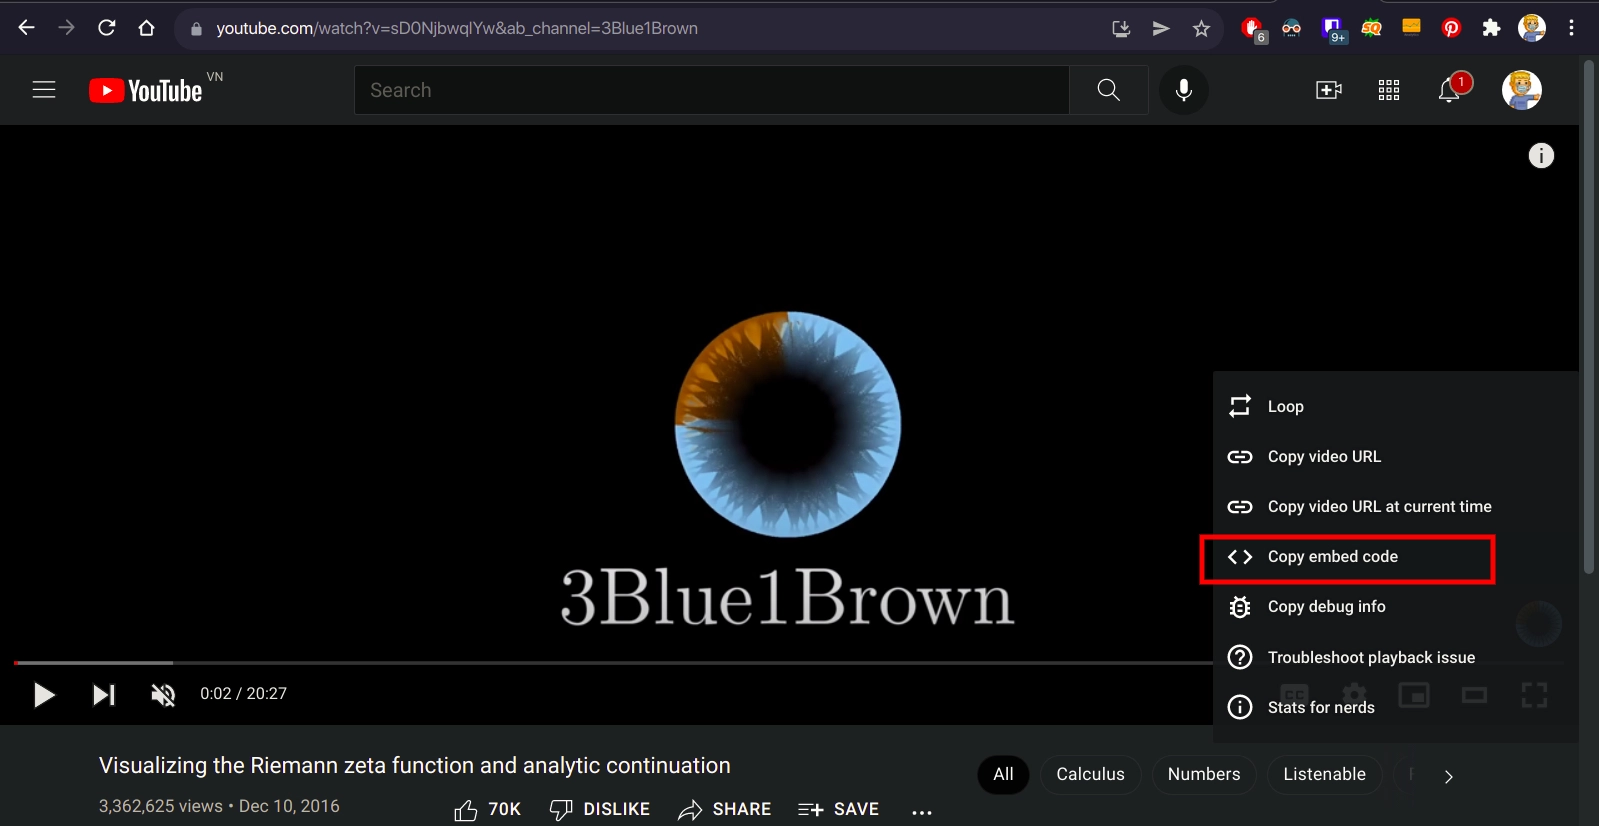 youtube.com/watch?v=sD0NjbwqlYw&ab_channel=3Blue1Brown
6
9+
YouTube VN
Search
1
i
Loop
Copy video URL
Copy video URL at current time
Copy embed code
Copy debug info
Troubleshoot playback issue
Stats for nerds
3Blue1Brown
0:02 / 20:27
CC
Visualizing the Riemann zeta function and analytic continuation
3,362,625 views • Dec 10, 2016
70K
DISLIKE
SHARE
SAVE
...
All
Calculus
Numbers
Listenable